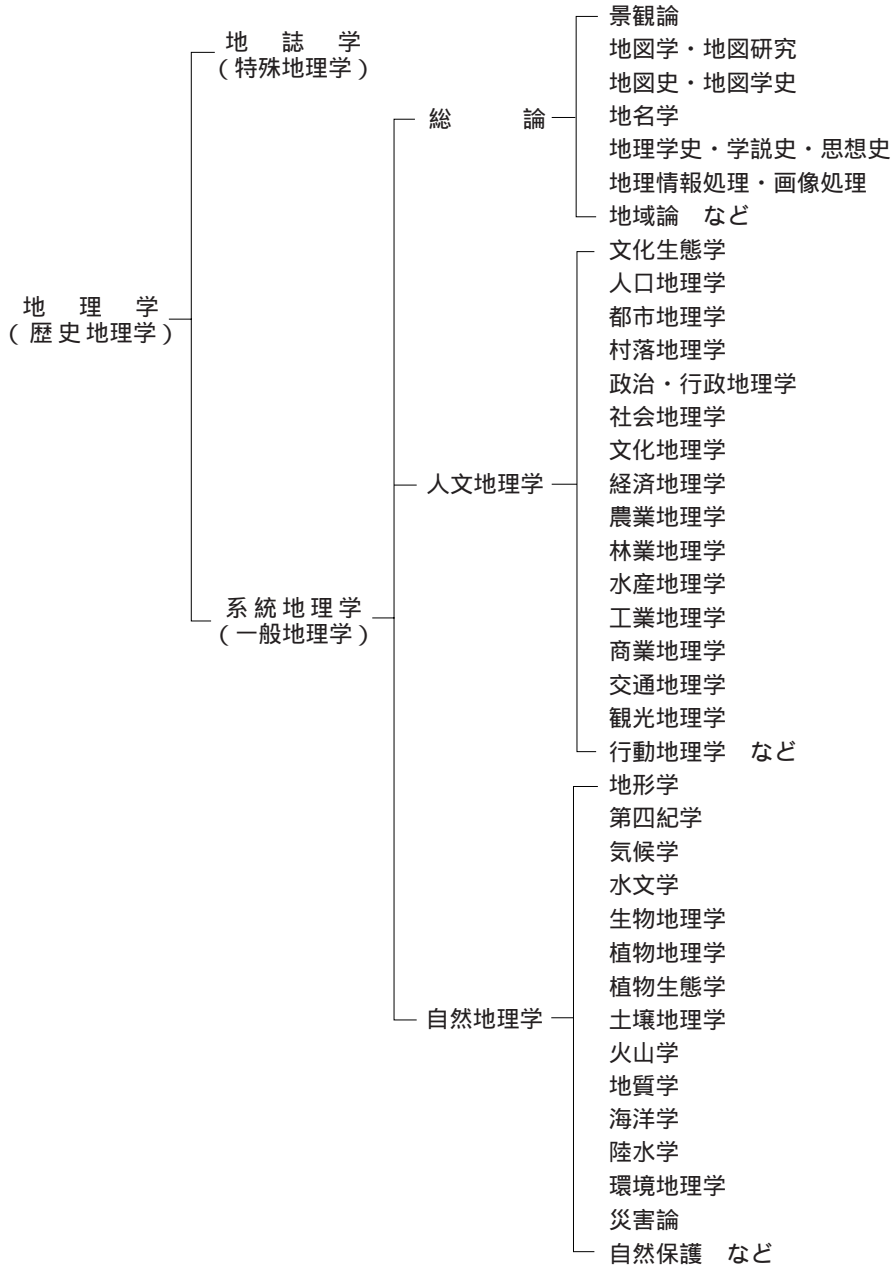 地理学
(歴史地理学)
地誌学
(特殊地理学)
系統地理学
(一般地理学)
総論
景観論
地図学・地図研究
地図史・地図学史
地名学
地理学史・学説史・思想史
地理情報処理・画像処理
地域論 など
人文地理学
文化生態学
人口地理学
都市地理学
村落地理学
政治・行政地理学
社会地理学
文化地理学
経済地理学
農業地理学
林業地理学
水産地理学
工業地理学
商業地理学
交通地理学
観光地理学
行動地理学 など
自然地理学
地形学
第四紀学
気候学
水文学
生物地理学
植物地理学
植物生態学
土壌地理学
火山学
地質学
海洋学
陸水学
環境地理学
災害論
自然保護 など